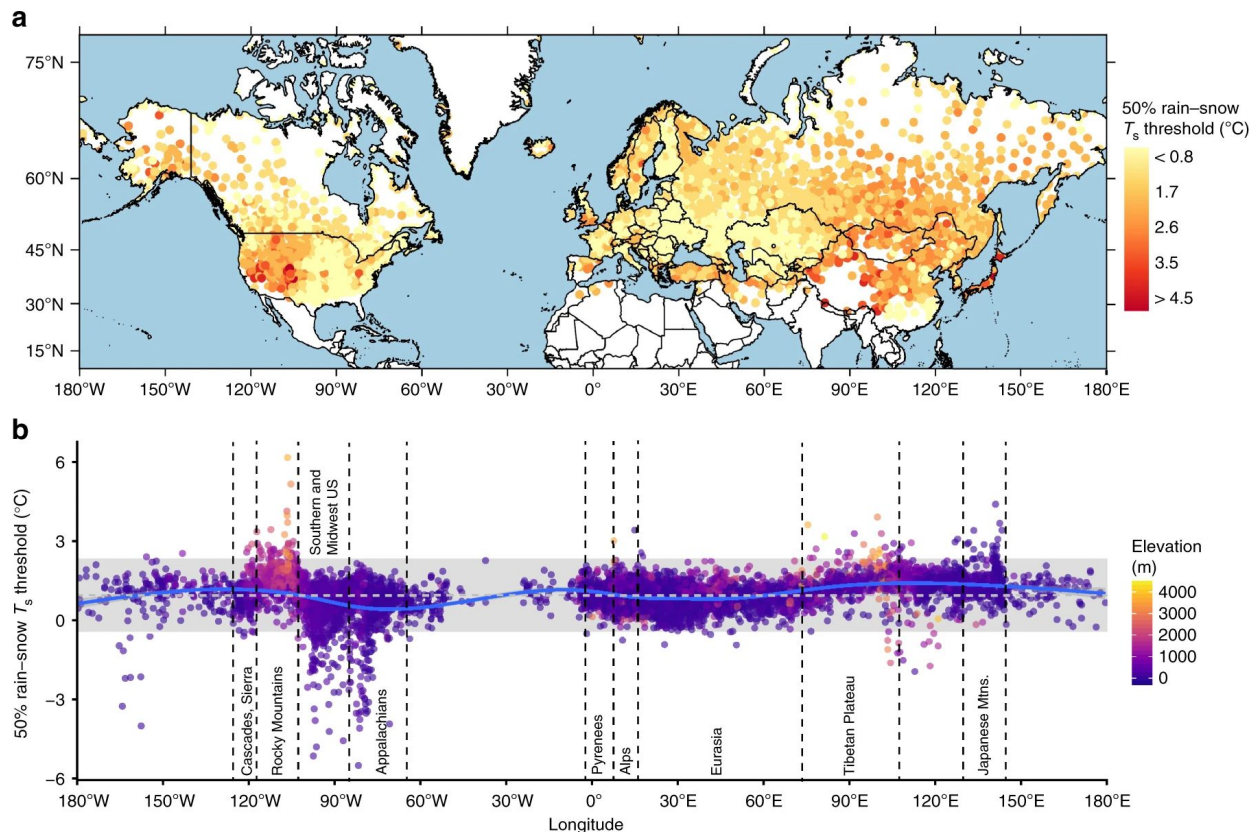 a
75°N
60°N
45°N
30°N
15°N
180°W 150°W 120°W 90°W 60°W 30°W 0° 30°E 60°E 90°E 120°E 150°E 180°E
50% rain–snow
Ts threshold (°C)
< 0.8
1.7
2.6
3.5
> 4.5
b
50% rain–snow Ts threshold (°C)
6
3
0
−3
−6
Cascades, Sierra
Rocky Mountains
Southern and
Midwest US
Appalachians
Pyrenees
Alps
Eurasia
Tibetan Plateau
Japanese Mtns.
180°W 150°W 120°W 90°W 60°W 30°W 0° 30°E 60°E 90°E 120°E 150°E 180°E
Longitude
Elevation
(m)
4000
3000
2000
1000
0